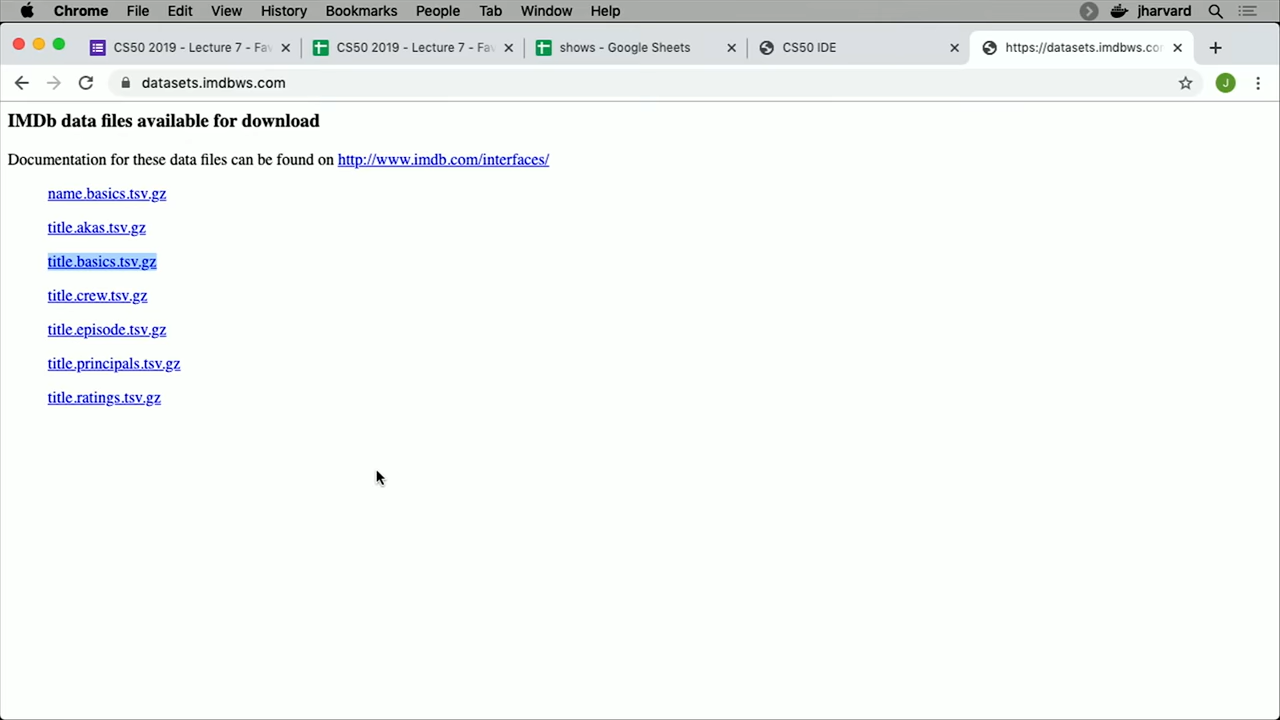 Chrome File Edit View History Bookmarks People Tab Window Help jharvard
CS50 2019 - Lecture 7 - Fav CS50 2019 - Lecture 7 - Fav shows - Google Sheets CS50 IDE https://datasets.imdbws.co
datasets.imdbws.com J
IMDb data files available for download
Documentation for these data files can be found on http://www.imdb.com/interfaces/
name.basics.tsv.gz
title.akas.tsv.gz
title.basics.tsv.gz
title.crew.tsv.gz
title.episode.tsv.gz
title.principals.tsv.gz
title.ratings.tsv.gz